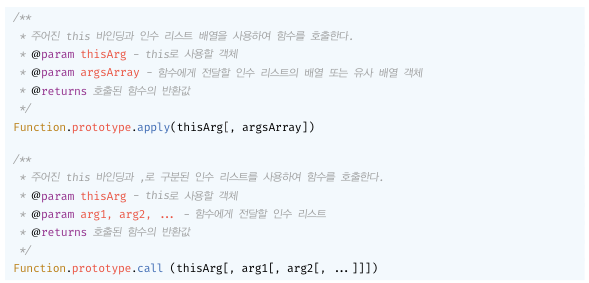 /**
 * 주어진 this 바인딩과 인수 리스트 배열을 사용하여 함수를 호출한다.
 * @param thisArg - this로 사용할 객체
 * @param argsArray - 함수에게 전달할 인수 리스트의 배열 또는 유사 배열 객체
 * @returns 호출된 함수의 반환값
 */
Function.prototype.apply(thisArg[, argsArray])
/**
 * 주어진 this 바인딩과 ,로 구분된 인수 리스트를 사용하여 함수를 호출한다.
 * @param thisArg - this로 사용할 객체
 * @param arg1, arg2, ... - 함수에게 전달할 인수 리스트
 * @returns 호출된 함수의 반환값
 */
Function.prototype.call (thisArg[, arg1[, arg2[, ...]]])